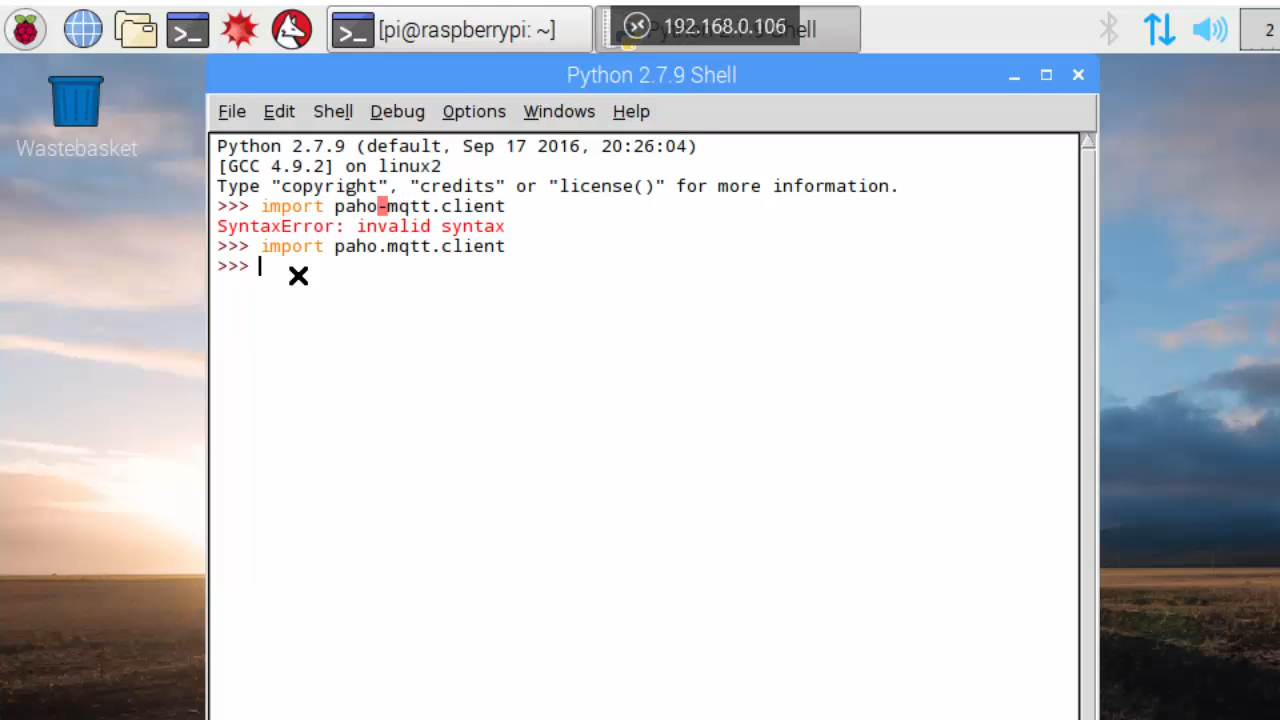 [pi@raspberrypi: ~]
192.168.0.106
2
Wastebasket
Python 2.7.9 Shell
File Edit Shell Debug Options Windows Help
Python 2.7.9 (default, Sep 17 2016, 20:26:04)
[GCC 4.9.2] on linux2
Type "copyright", "credits" or "license()" for more information.
>>> import paho-mqtt.client
SyntaxError: invalid syntax
>>> import paho.mqtt.client
>>>